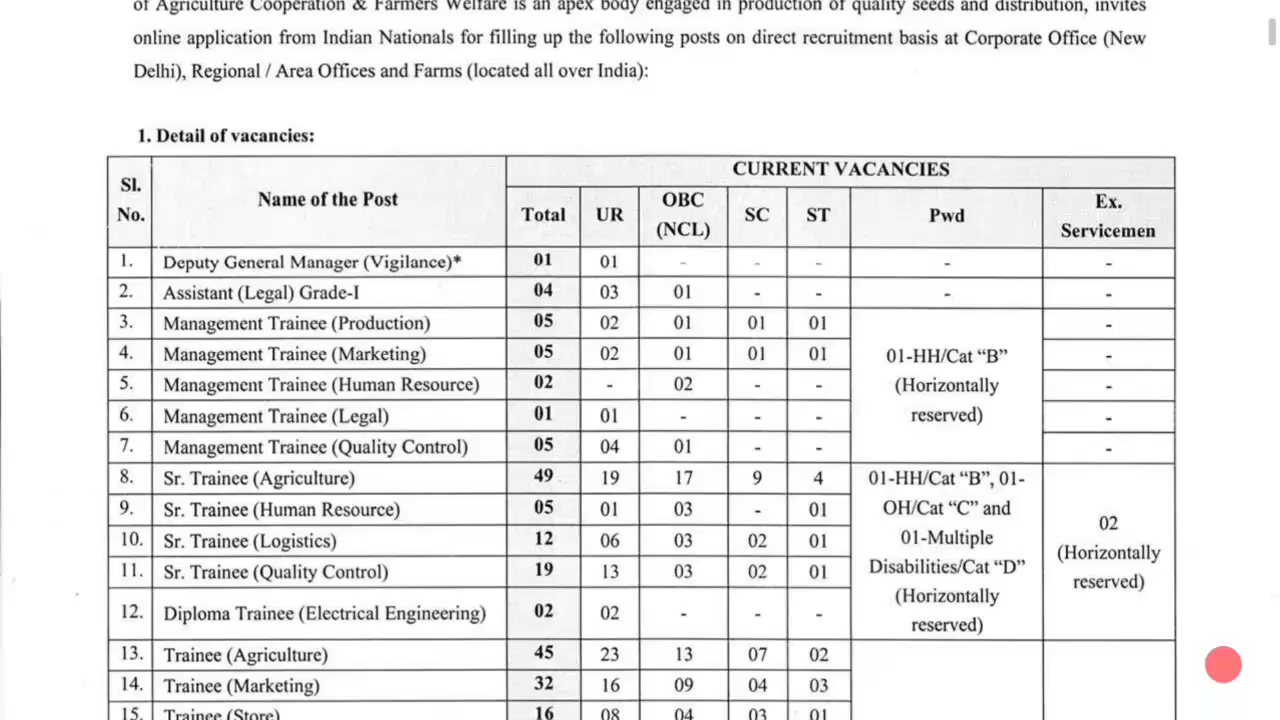 of Agriculture Cooperation & Farmers Welfare is an apex body engaged in production of quality seeds and distribution, invites
online application from Indian Nationals for filling up the following posts on direct recruitment basis at Corporate Office (New
Delhi), Regional / Area Offices and Farms (located all over India):
1. Detail of vacancies:
Sl. No. Name of the Post CURRENT VACANCIES
Total UR OBC (NCL) SC ST Pwd Ex. Servicemen
1. Deputy General Manager (Vigilance)* 01 01 - - - - -
2. Assistant (Legal) Grade-I 04 03 01 - - - -
3. Management Trainee (Production) 05 02 01 01 01 -
4. Management Trainee (Marketing) 05 02 01 01 01 01-HH/Cat “B” -
5. Management Trainee (Human Resource) 02 - 02 - - (Horizontally -
6. Management Trainee (Legal) 01 01 - - - reserved) -
7. Management Trainee (Quality Control) 05 04 01 - - -
8. Sr. Trainee (Agriculture) 49 19 17 9 4 01-HH/Cat “B”, 01-
9. Sr. Trainee (Human Resource) 05 01 03 - 01 OH/Cat “C” and 02
10. Sr. Trainee (Logistics) 12 06 03 02 01 01-Multiple (Horizontally
11. Sr. Trainee (Quality Control) 19 13 03 02 01 Disabilities/Cat “D” reserved)
12. Diploma Trainee (Electrical Engineering) 02 02 - - - (Horizontally
reserved)
13. Trainee (Agriculture) 45 23 13 07 02
14. Trainee (Marketing) 32 16 09 04 03
15. Trainee (Store) 16 08 04 03 01